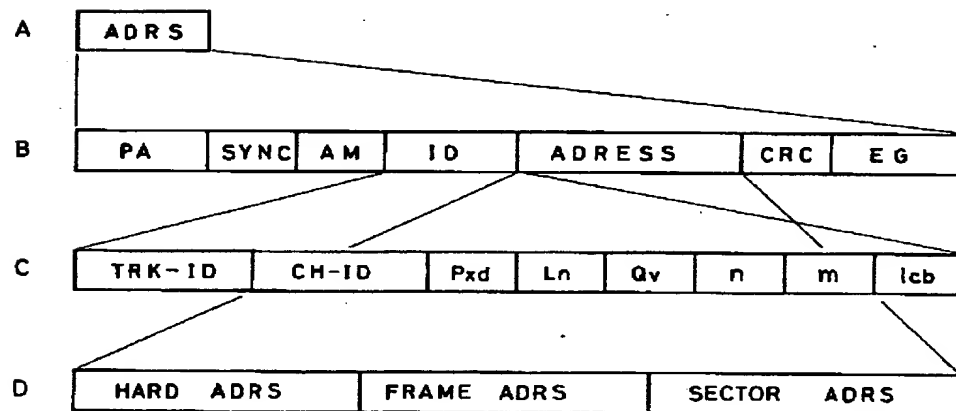 A ADRS
B PA SYNC AM ID ADRESS CRC EG
C TRK-ID CH-ID Pxd Ln Qv n m lcb
D HARD ADRS FRAME ADRS SECTOR ADRS